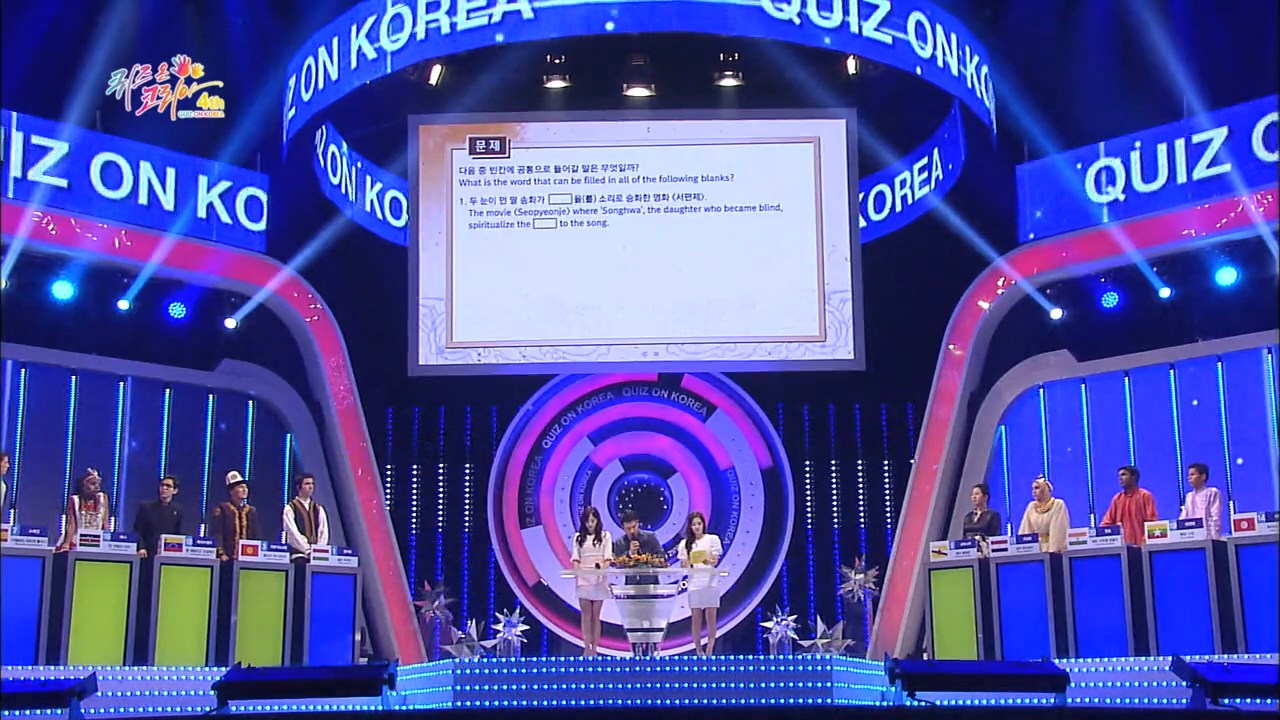 QUIZ ON KOREA
QUIZ ON KO
퀴즈 온
코리아
4th
QUIZ ON KOREA
IZ ON KO
IZ ON KO
KOREA
QUIZ
문제
다음 중 빈칸에 공통으로 들어갈 말은 무엇일까?
What is the word that can be filled in all of the following blanks?
1. 두 눈이 먼 딸 송화가 을(를) 소리로 승화한 영화 <서편제>.
The movie <Seopyeonje> where 'Songhwa', the daughter who became blind,
spiritualize the to the song.
QUIZ ON KOREA
QUIZ ON KOREA
QUIZ ON KOREA
QUIZ ON KOREA